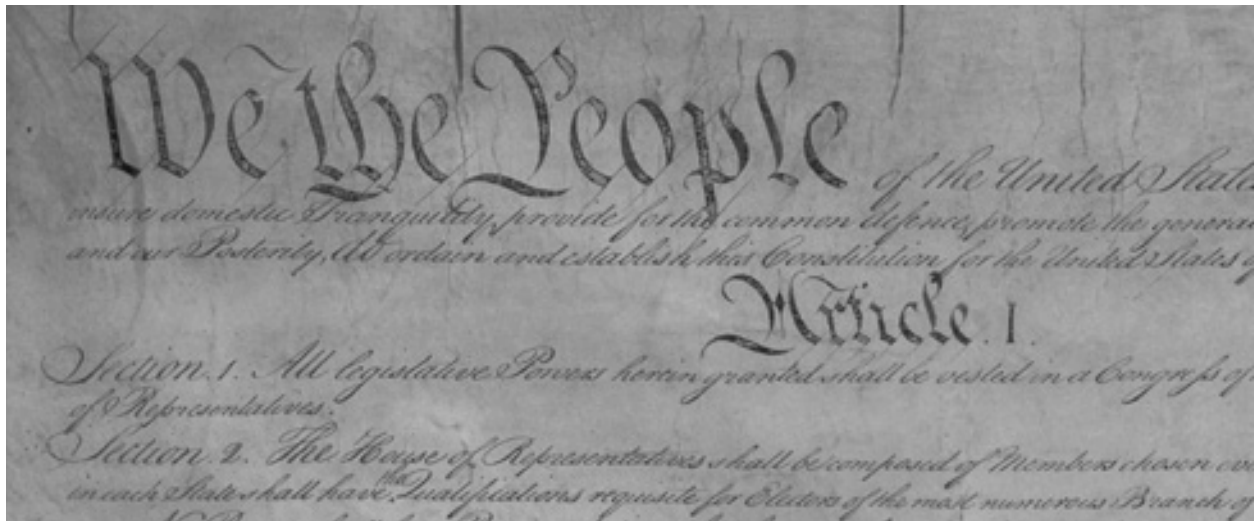 We the People of the United State
insure domestic Tranquility, provide for the common defence, promote the general
and our Posterity, do ordain and establish this Constitution for the United States of
Article. I.
Section. 1. All legislative Powers herein granted shall be vested in a Congress of
of Representatives.
Section. 2. The House of Representatives shall be composed of Members chosen eve
in each State shall have the Qualifications requisite for Electors of the most numerous Branch of